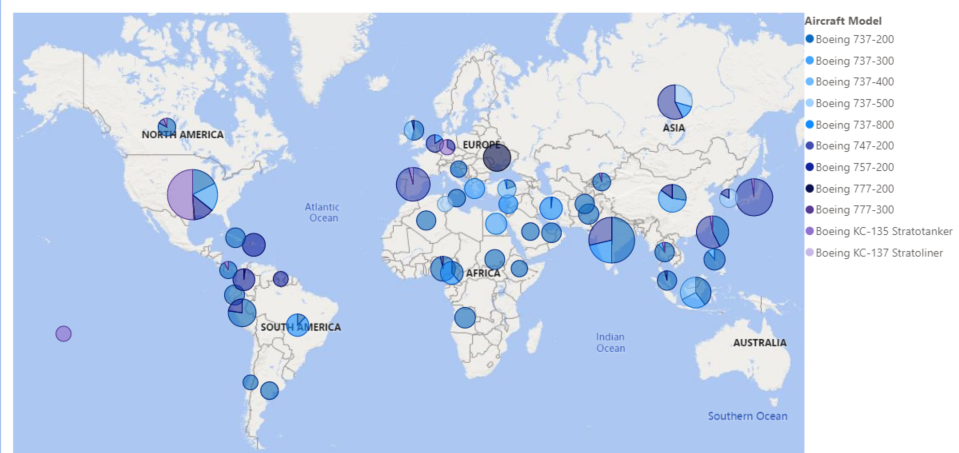 Aircraft Model
Boeing 737-200
Boeing 737-300
Boeing 737-400
Boeing 737-500
Boeing 737-800
Boeing 747-200
Boeing 757-200
Boeing 777-200
Boeing 777-300
Boeing KC-135 Stratotanker
Boeing KC-137 Stratoliner
NORTH AMERICA
EUROPE
ASIA
Atlantic
Ocean
AFRICA
SOUTH AMERICA
Indian
Ocean
AUSTRALIA
Southern Ocean